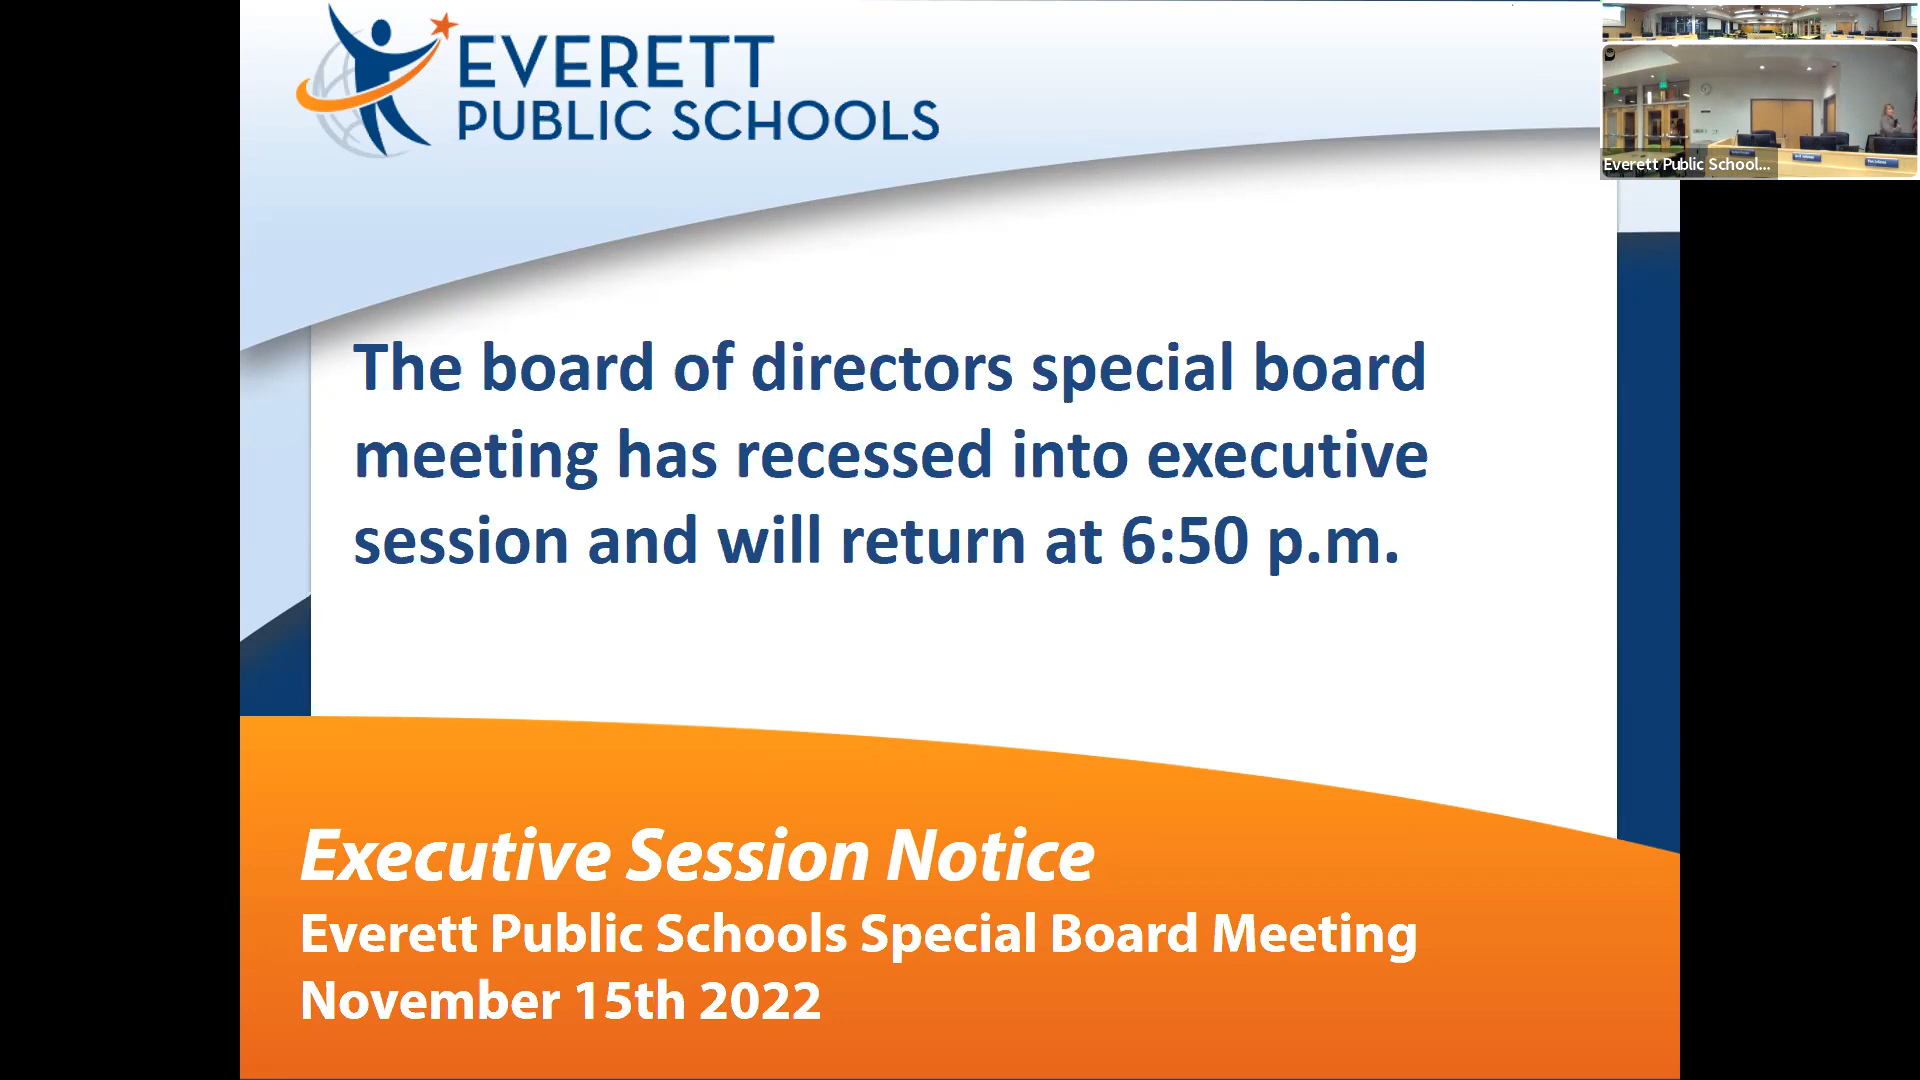 EVERETT
PUBLIC SCHOOLS
Everett Public School...
The board of directors special board
meeting has recessed into executive
session and will return at 6:50 p.m.
Executive Session Notice
Everett Public Schools Special Board Meeting
November 15th 2022